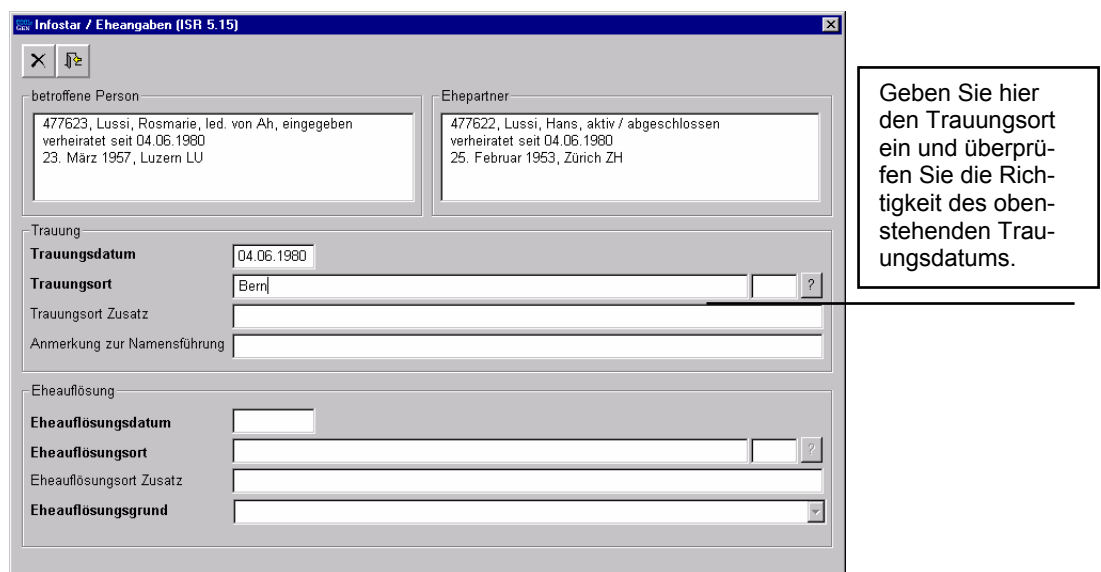 Infostar / Eheangaben (ISR 5.15)
betroffene Person
477623, Lussi, Rosmarie, led. von Ah, eingegeben
verheiratet seit 04.06.1980
23. März 1957, Luzern LU
Ehepartner
477622, Lussi, Hans, aktiv / abgeschlossen
verheiratet seit 04.06.1980
25. Februar 1953, Zürich ZH
Trauung
Trauungsdatum 04.06.1980
Trauungsort Bern ?
Trauungsort Zusatz
Anmerkung zur Namensführung
Eheauflösung
Eheauflösungsdatum
Eheauflösungsort ?
Eheauflösungsort Zusatz
Eheauflösungsgrund
Geben Sie hier
den Trauungsort
ein und überprü-
fen Sie die Rich-
tigkeit des oben-
stehenden Trau-
ungsdatums.